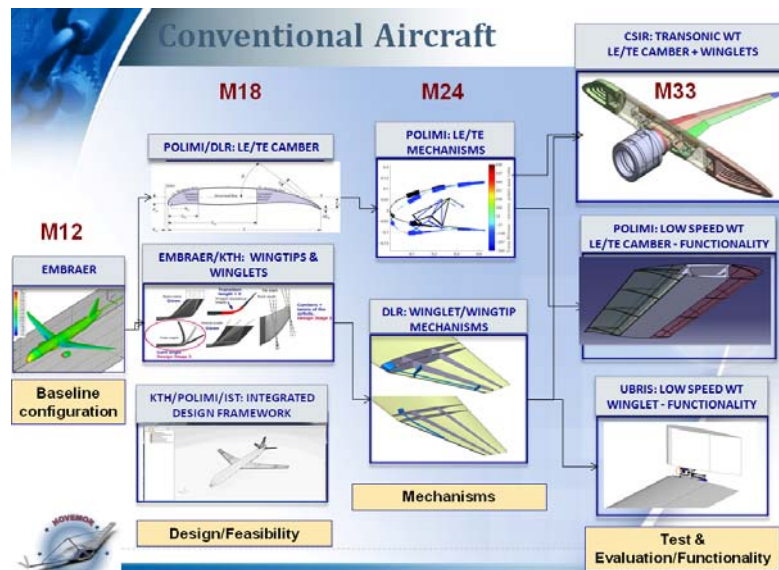 Conventional Aircraft
M18
M24
CSIR: TRANSONIC WT
LE/TE CAMBER + WINGLETS
M33
POLIMI/DLR: LE/TE CAMBER
POLIMI: LE/TE
MECHANISMS
M12
EMBRAER
Baseline
configuration
EMBRAER/KTH: WINGTIPS &
WINGLETS
KTH/POLIMI/IST: INTEGRATED
DESIGN FRAMEWORK
Design/Feasibility
DLR: WINGLET/WINGTIP
MECHANISMS
Mechanisms
POLIMI: LOW SPEED WT
LE/TE CAMBER - FUNCTIONALITY
UBRIS: LOW SPEED WT
WINGLET - FUNCTIONALITY
Test &
Evaluation/Functionality
NOVEMOR